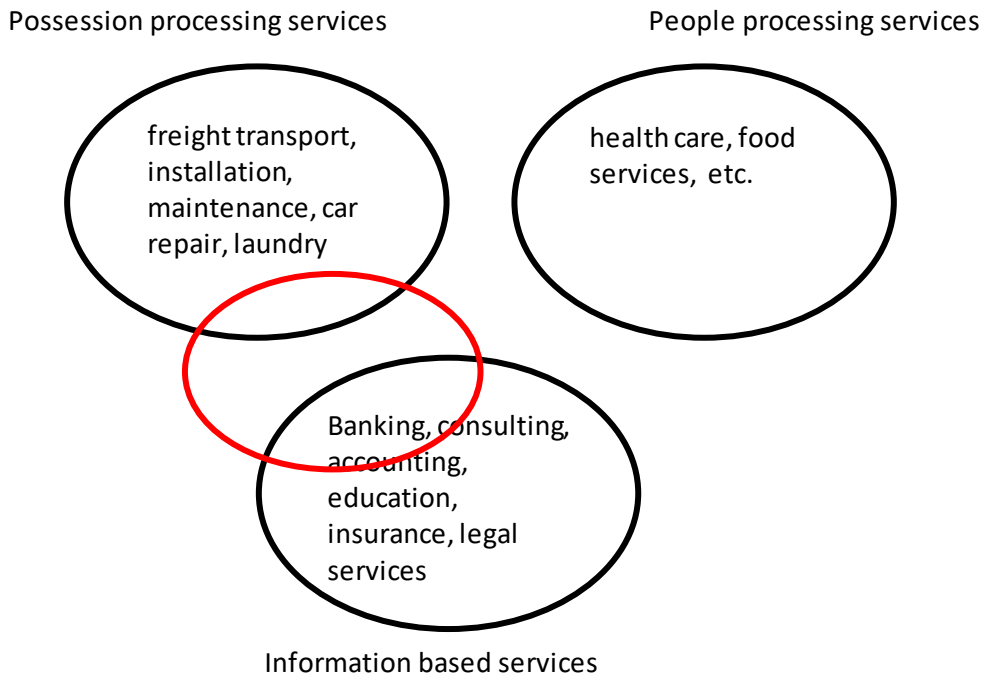 Possession processing services
People processing services
freight transport,
installation,
maintenance, car
repair, laundry
health care, food
services, etc.
Banking, consulting,
accounting,
education,
insurance, legal
services
Information based services